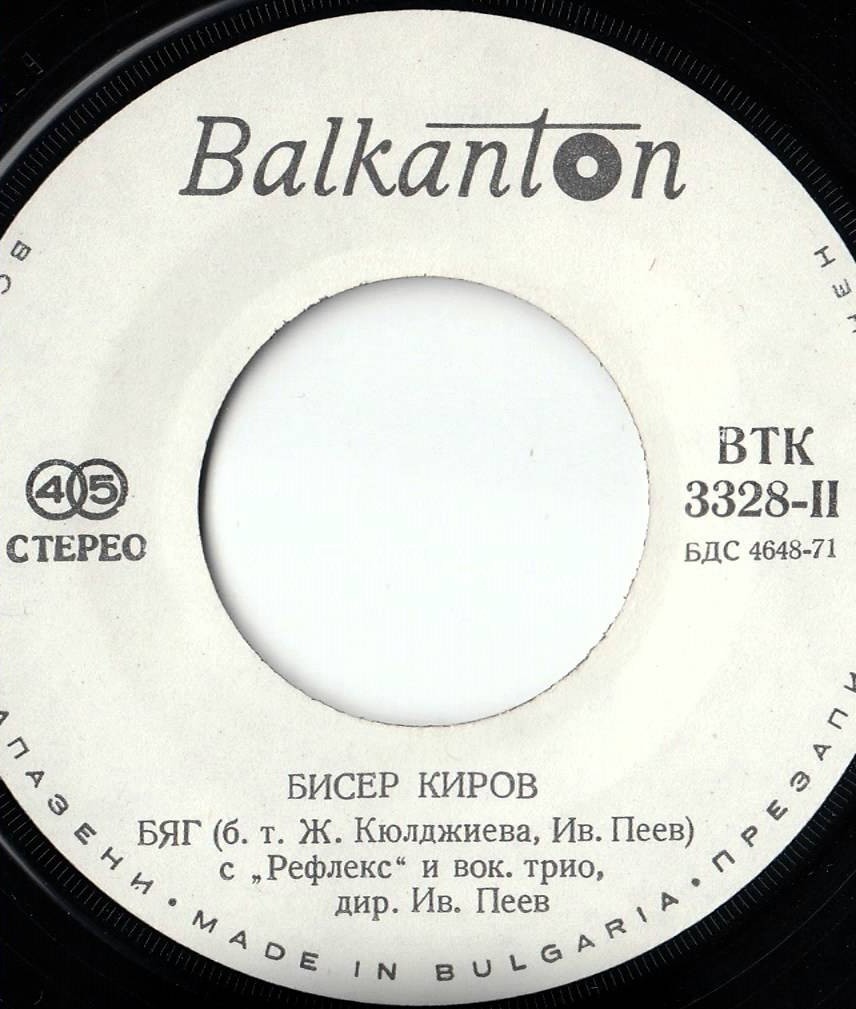 Balkanton
45
СТЕРЕО
ВТК
3328-II
БДС 4648-71
БИСЕР КИРОВ
БЯГ (б. т. Ж. Кюлджиева, Ив. Пеев)
с „Рефлекс“ и вок. трио,
дир. Ив. Пеев
• MADE IN BULGARIA •